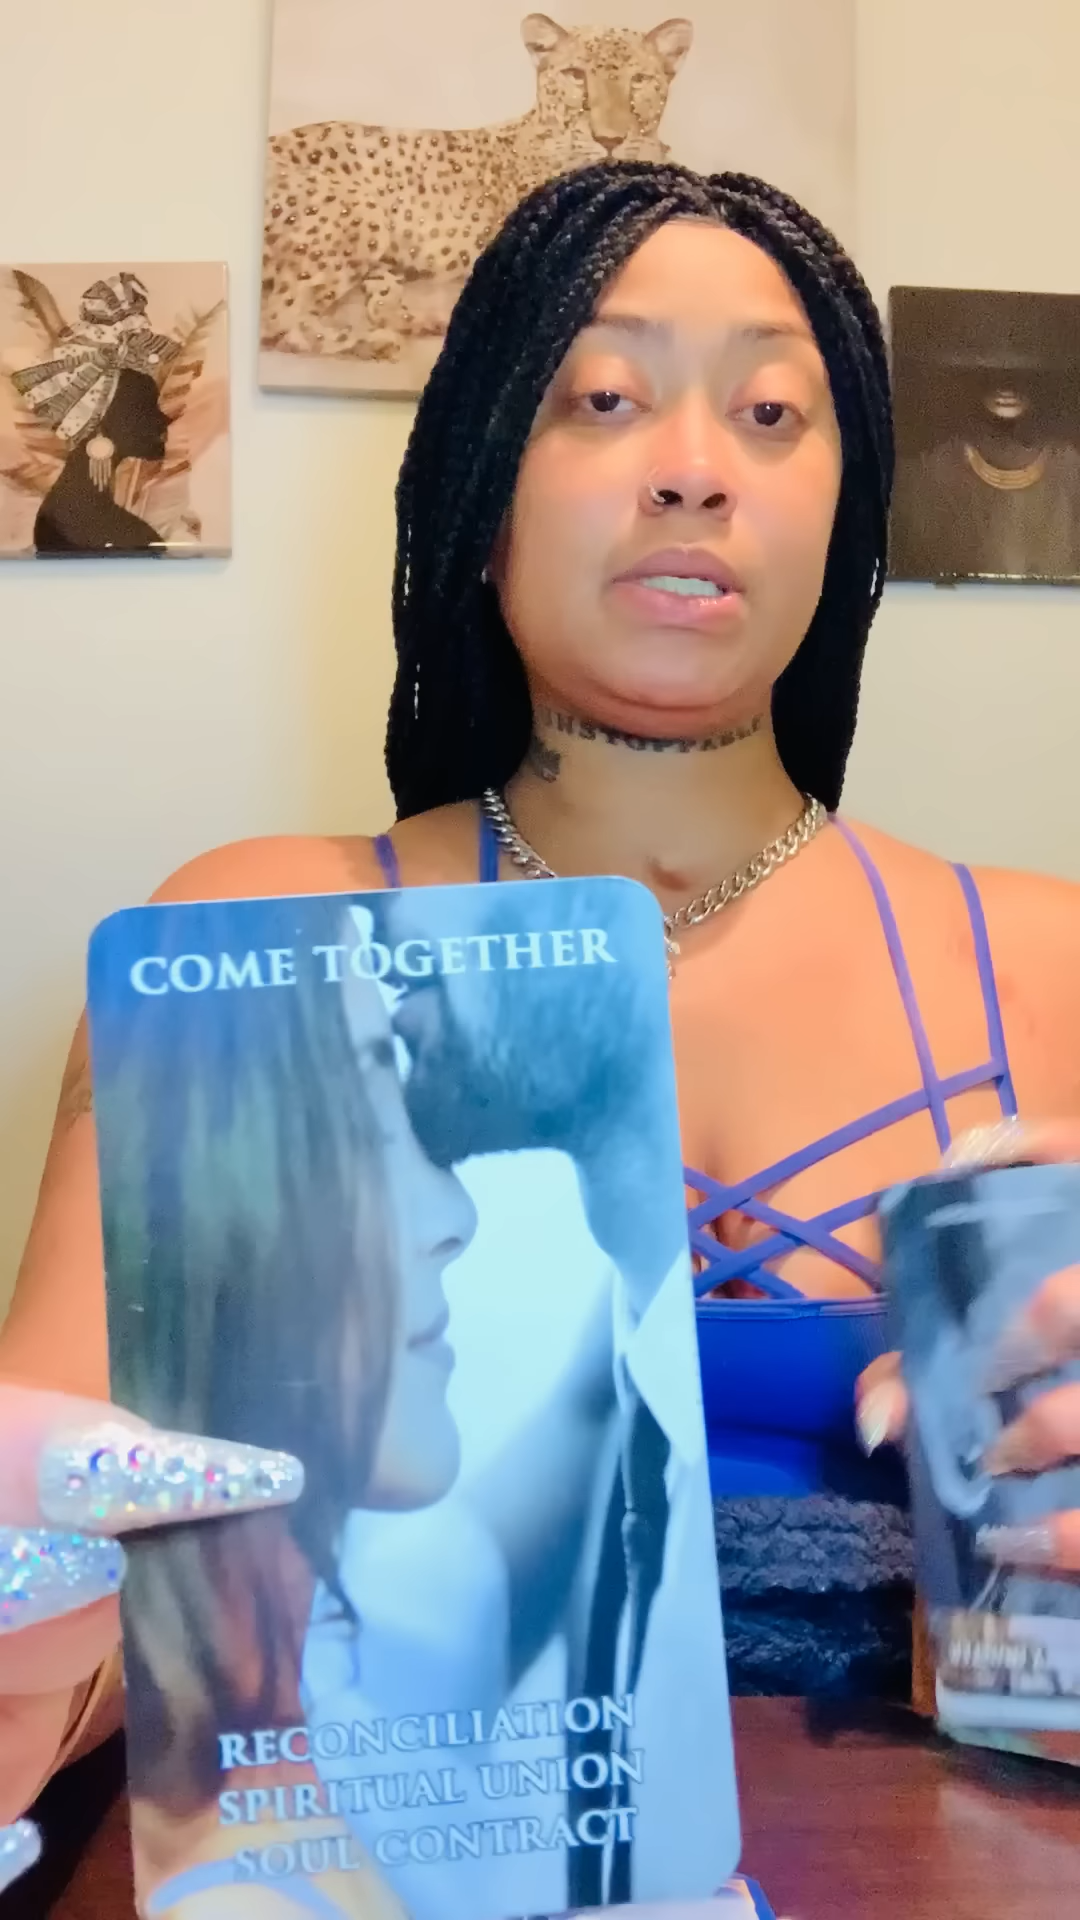 UNSTOPPABLE
COME TOGETHER
RECONCILIATION
SPIRITUAL UNION
SOUL CONTRACT